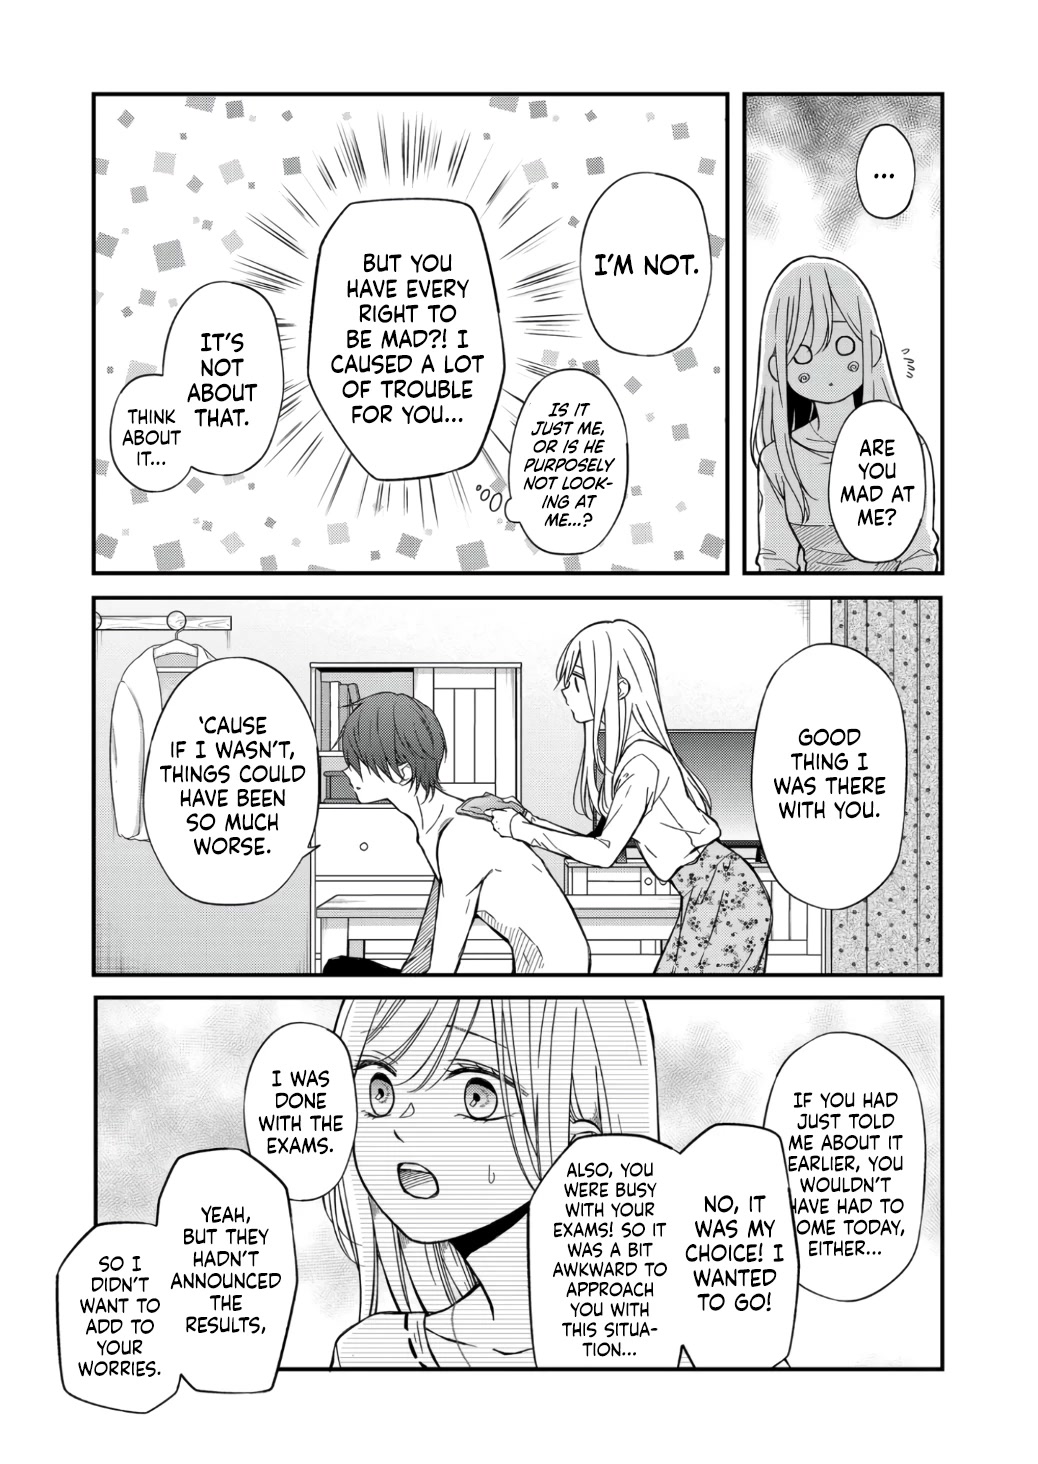 ...
ARE
YOU
MAD AT
ME?
I'M NOT.
BUT YOU
HAVE EVERY
RIGHT TO
BE MAD?! I
CAUSED A LOT
OF TROUBLE
FOR YOU...
IS IT
JUST ME,
OR IS HE
PURPOSELY
NOT LOOK-
ING AT
ME...?
IT'S
NOT
ABOUT
THAT.
THINK
ABOUT
IT...
GOOD
THING I
WAS THERE
WITH YOU.
'CAUSE
IF I WASN'T,
THINGS COULD
HAVE BEEN
SO MUCH
WORSE.
IF YOU HAD
JUST TOLD
ME ABOUT IT
EARLIER, YOU
WOULDN'T
HAVE HAD TO
COME TODAY,
EITHER...
NO, IT
WAS MY
CHOICE! I
WANTED
TO GO!
ALSO, YOU
WERE BUSY
WITH YOUR
EXAMS! SO IT
WAS A BIT
AWKWARD TO
APPROACH
YOU WITH
THIS SITUA-
TION...
I WAS
DONE
WITH THE
EXAMS.
YEAH,
BUT THEY
HADN'T
ANNOUNCED
THE
RESULTS,
SO I
DIDN'T
WANT TO
ADD TO
YOUR
WORRIES.